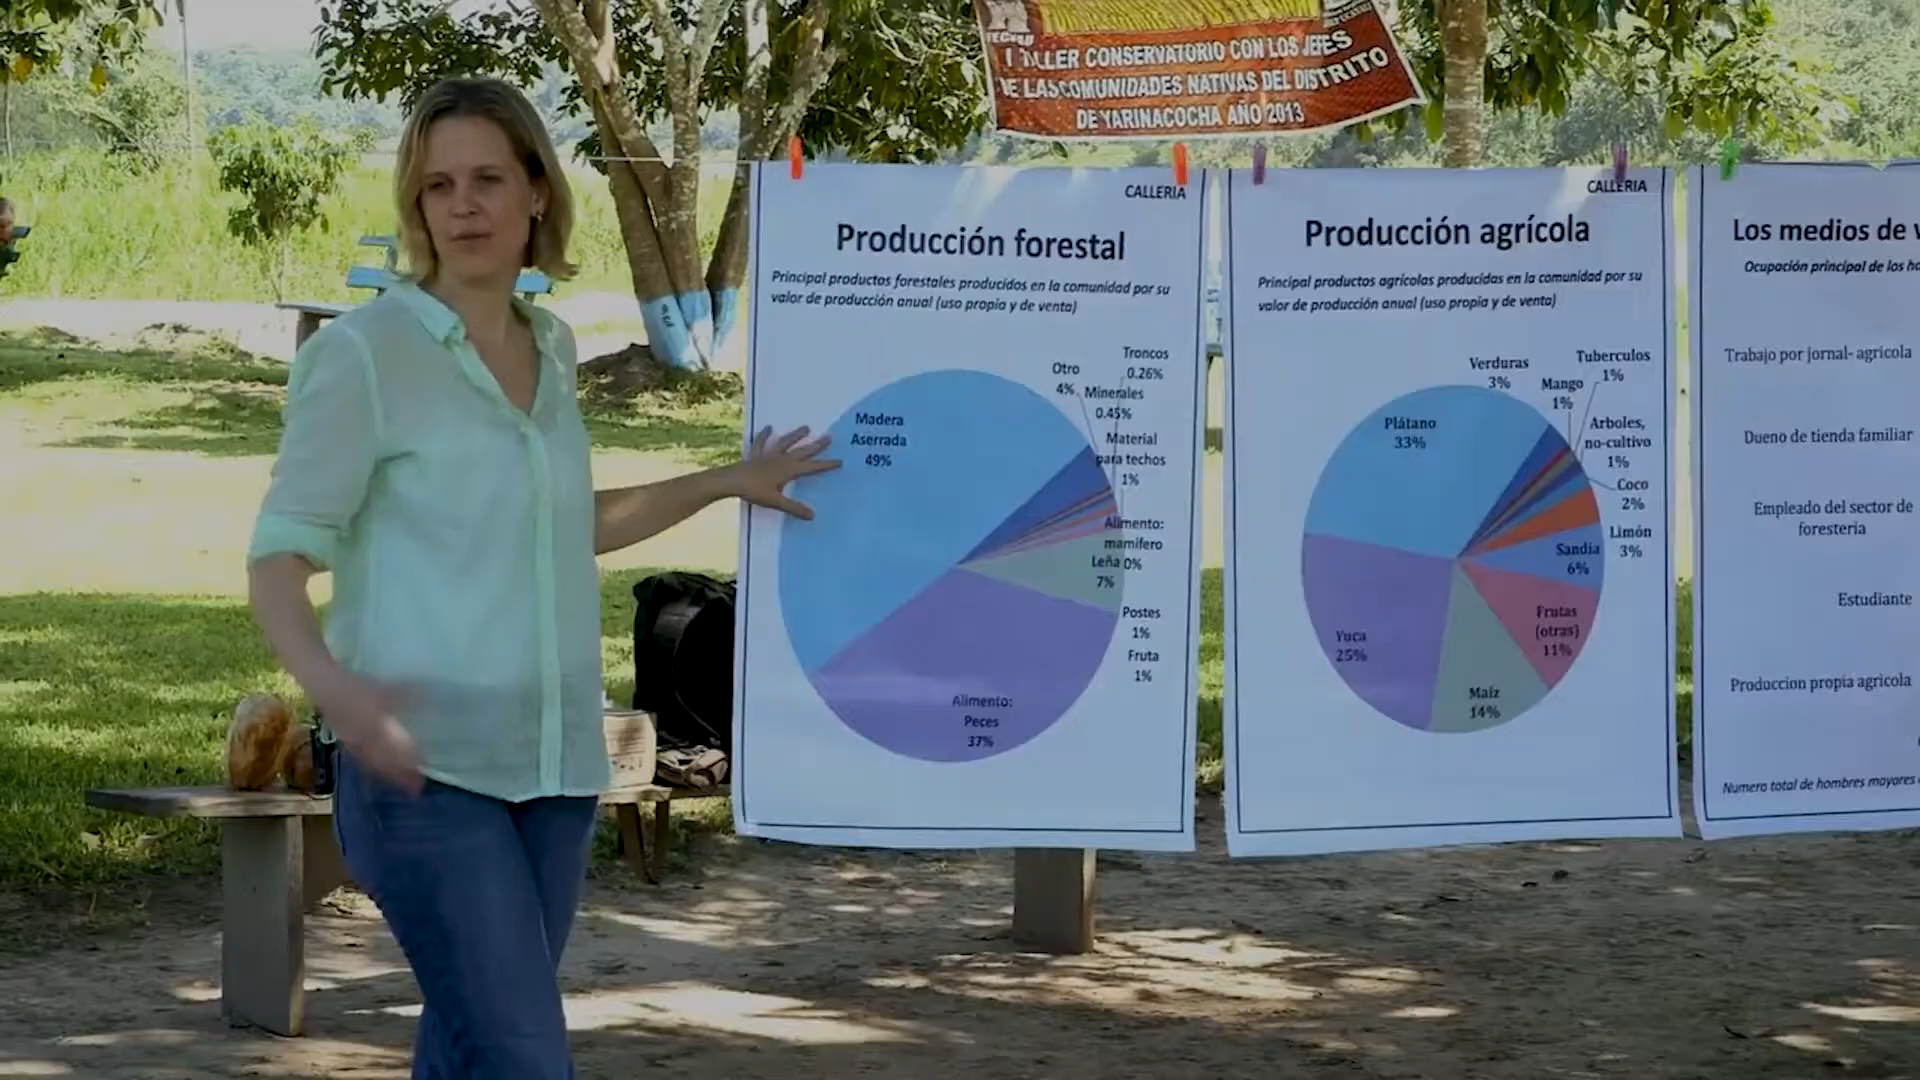 TALLER CONSERVATORIO CON LOS JEFES
DE LAS COMUNIDADES NATIVAS DEL DISTRITO
DE YARINACOCHA AÑO 2013
CALLERIA
Producción forestal
Principal productos forestales producidos en la comunidad por su
valor de producción anual (uso propia y de venta)
Troncos
0.26%
Otro
4%
Minerales
0.45%
Material
para techos
1%
Madera
Aserrada
49%
Alimento:
mamífero
0%
Leña
7%
Postes
1%
Fruta
1%
Alimento:
Peces
37%
CALLERIA
Producción agrícola
Principal productos agricolas producidas en la comunidad por su
valor de producción anual (uso propia y de venta)
Verduras
3%
Tuberculos
1%
Mango
1%
Plátano
33%
Arboles,
no-cultivo
1%
Coco
2%
Limón
3%
Sandia
6%
Frutas
(otras)
11%
Yuca
25%
Maíz
14%
Los medios de
Ocupación principal de los
Trabajo por jornal- agrícola
Dueno de tienda familiar
Empleado del sector de
foresteria
Estudiante
Produccion propia agricola
Numero total de hombres mayores